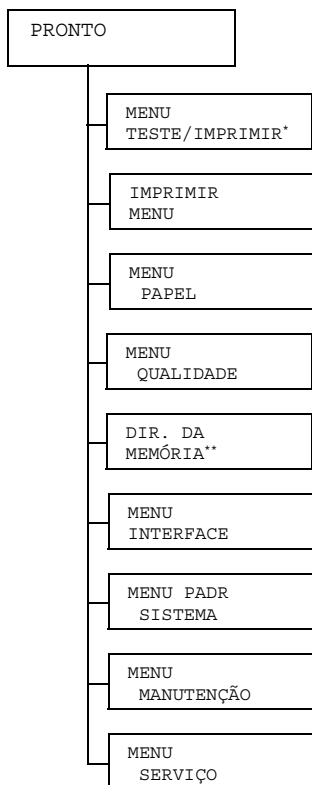 PRONTO
MENU
TESTE/IMPRIMIR*
IMPRIMIR
MENU
MENU
PAPEL
MENU
QUALIDADE
DIR. DA
MEMÓRIA**
MENU
INTERFACE
MENU PADR
SISTEMA
MENU
MANUTENÇÃO
MENU
SERVIÇO